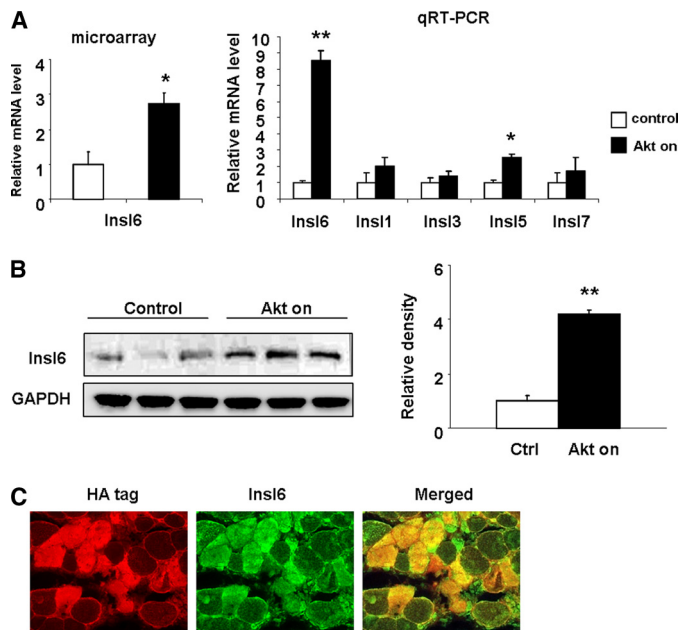 A
microarray
Relative mRNA level
4
3
2
1
0
*
Insl6
qRT-PCR
Relative mRNA level
10
9
8
7
6
5
4
3
2
1
0
**
*
Insl6 Insl1 Insl3 Insl5 Insl7
control
Akt on
B
Control Akt on
Insl6
GAPDH
Relative density
6
4
2
0
**
Ctrl Akt on
C
HA tag Insl6 Merged